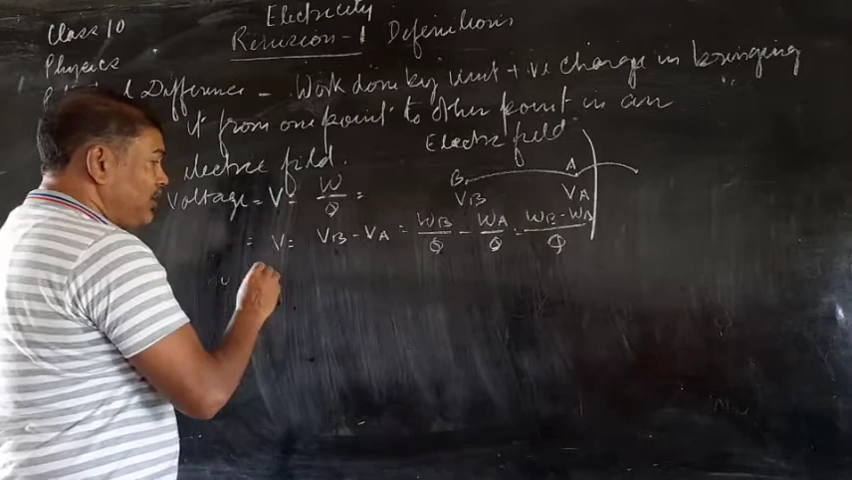 Class 10
Physics
Electricity
Revision - 1 Definitions
Difference - Work done by unit + ve charge in bringing
it from one point to other point in an
electric field.
Electric field
B A
VB VA
Voltage = V = W/Q =
= V = VB - VA = WB/Q - WA/Q = WB - WA/Q